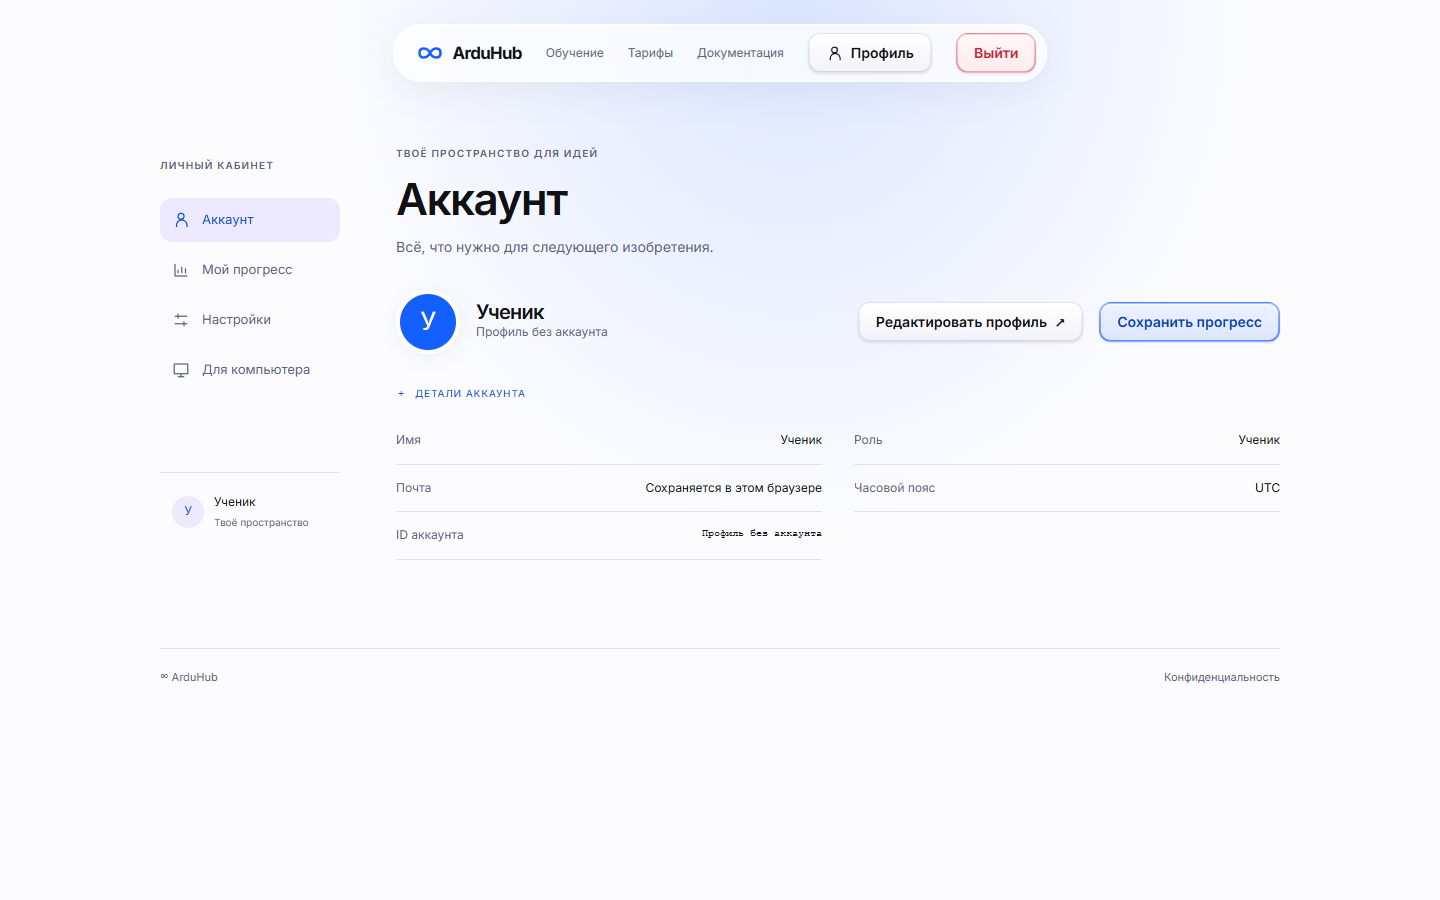 ArduHub
Обучение
Тарифы
Документация
Профиль
Выйти
ЛИЧНЫЙ КАБИНЕТ
Аккаунт
Мой прогресс
Настройки
Для компьютера
У
Ученик
Твоё пространство
ТВОЁ ПРОСТРАНСТВО ДЛЯ ИДЕЙ
Аккаунт
Всё, что нужно для следующего изобретения.
У
Ученик
Профиль без аккаунта
Редактировать профиль ↗
Сохранить прогресс
+ ДЕТАЛИ АККАУНТА
Имя Ученик
Роль Ученик
Почта Сохраняется в этом браузере
Часовой пояс UTC
ID аккаунта Профиль без аккаунта
∞ ArduHub
Конфиденциальность